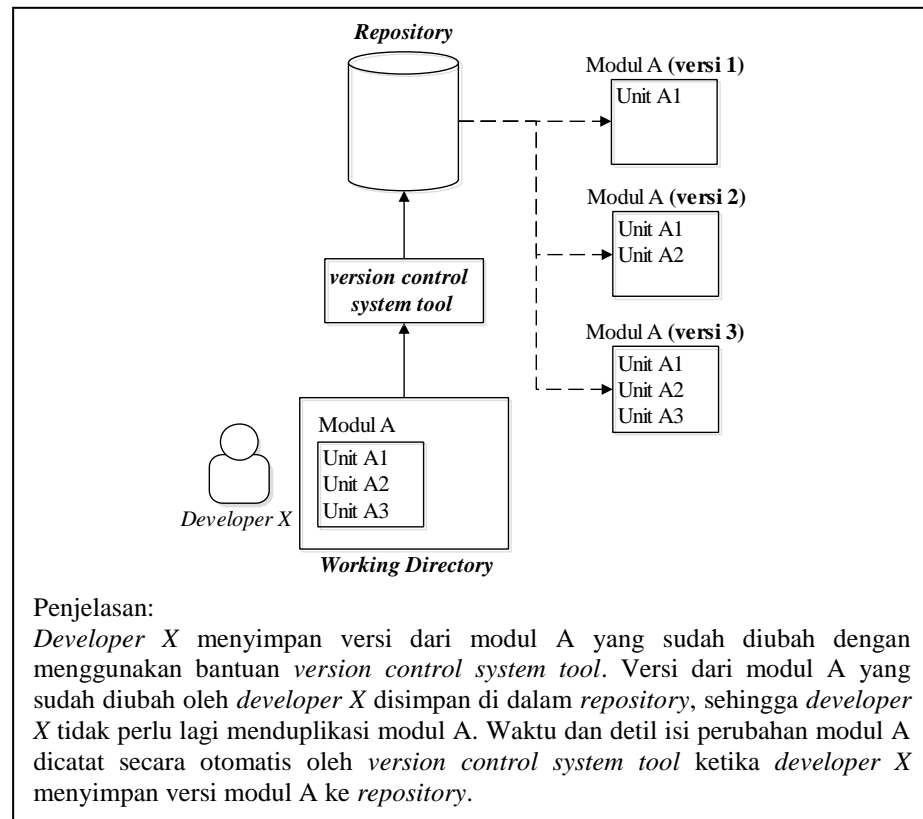 Repository
Modul A (versi 1)
Unit A1
Modul A (versi 2)
Unit A1
Unit A2
version control
system tool
Modul A (versi 3)
Unit A1
Unit A2
Unit A3
Modul A
Unit A1
Unit A2
Unit A3
Developer X
Working Directory
Penjelasan:
Developer X menyimpan versi dari modul A yang sudah diubah dengan
menggunakan bantuan version control system tool. Versi dari modul A yang
sudah diubah oleh developer X disimpan di dalam repository, sehingga developer
X tidak perlu lagi menduplikasi modul A. Waktu dan detil isi perubahan modul A
dicatat secara otomatis oleh version control system tool ketika developer X
menyimpan versi modul A ke repository.